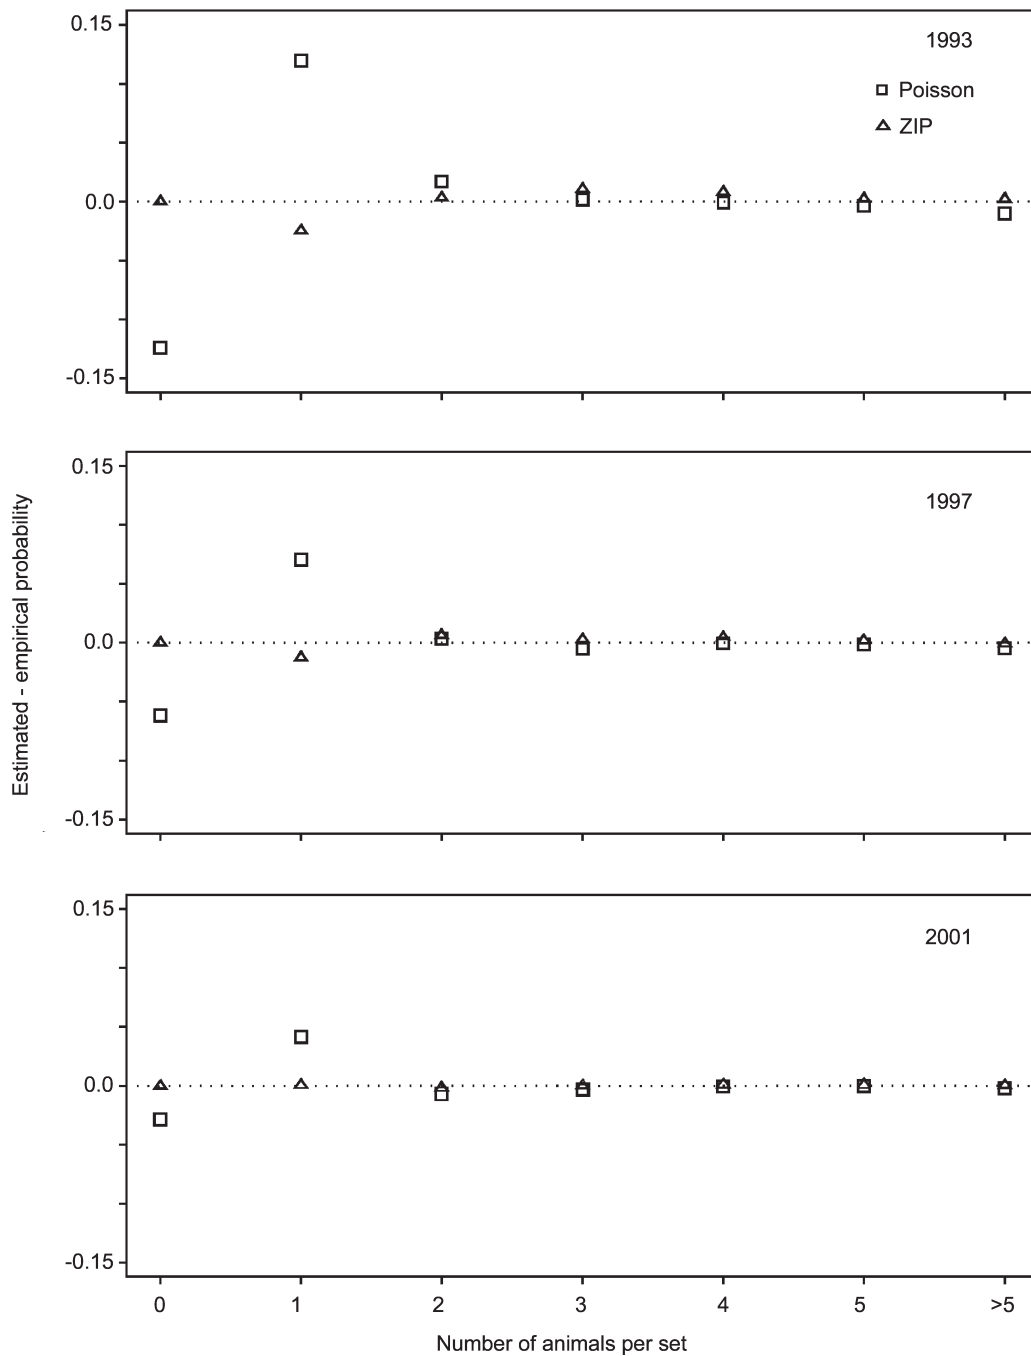 0.15
1993
Poisson
ZIP
0.0
-0.15
0.15
1997
0.0
-0.15
0.15
2001
0.0
-0.15
0 1 2 3 4 5 >5
Number of animals per set
Estimated - empirical probability